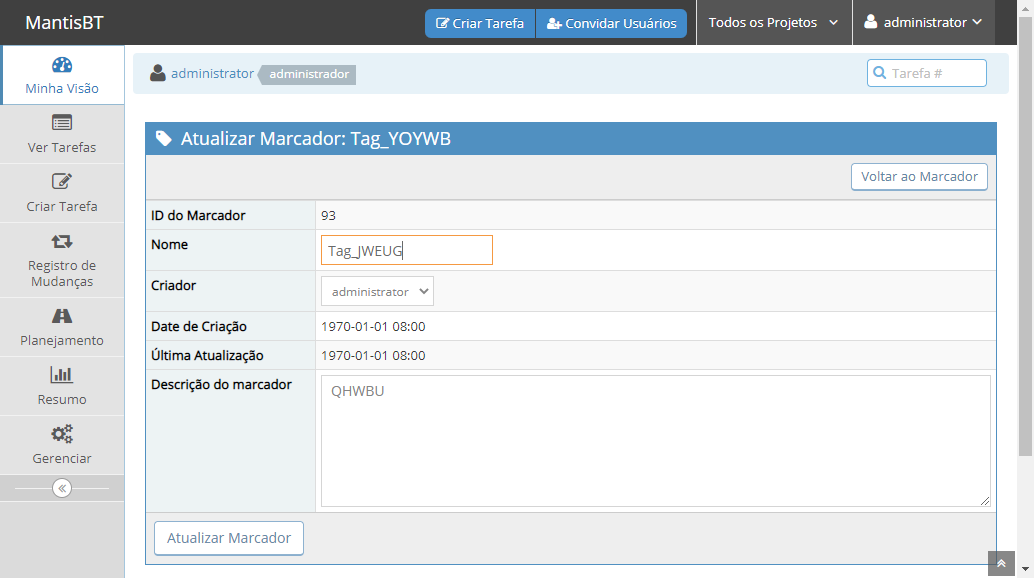 MantisBT
Criar Tarefa
Convidar Usuários
Todos os Projetos
administrator
Minha Visão
Ver Tarefas
Criar Tarefa
Registro de
Mudanças
Planejamento
Resumo
Gerenciar
administrator administrador
Tarefa #
Atualizar Marcador: Tag_YOYWB
Voltar ao Marcador
ID do Marcador 93
Nome Tag_JWEUG
Criador administrator
Date de Criação 1970-01-01 08:00
Última Atualização 1970-01-01 08:00
Descrição do marcador QHWBU
Atualizar Marcador